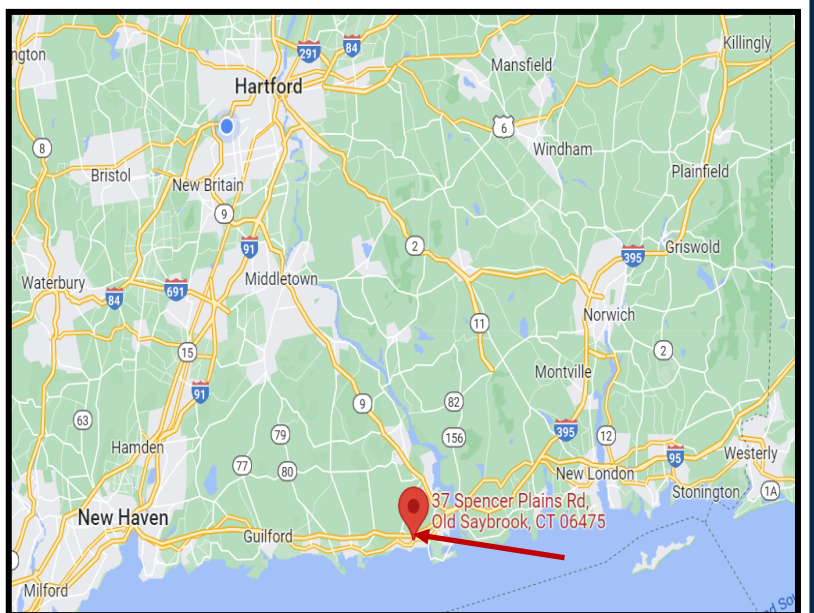 ngton
291
84
Killingly
Mansfield
Hartford
6
8
Windham
Bristol
New Britain
Plainfield
9
91
2
395
Griswold
Waterbury
84
691
Middletown
Norwich
11
15
2
Montville
91
9
82
63
79
156
395
12
Hamden
77
80
95
Westerly
New London
37 Spencer Plains Rd,
Old Saybrook, CT 06475
Stonington
1A
New Haven
Guilford
Milford
d So